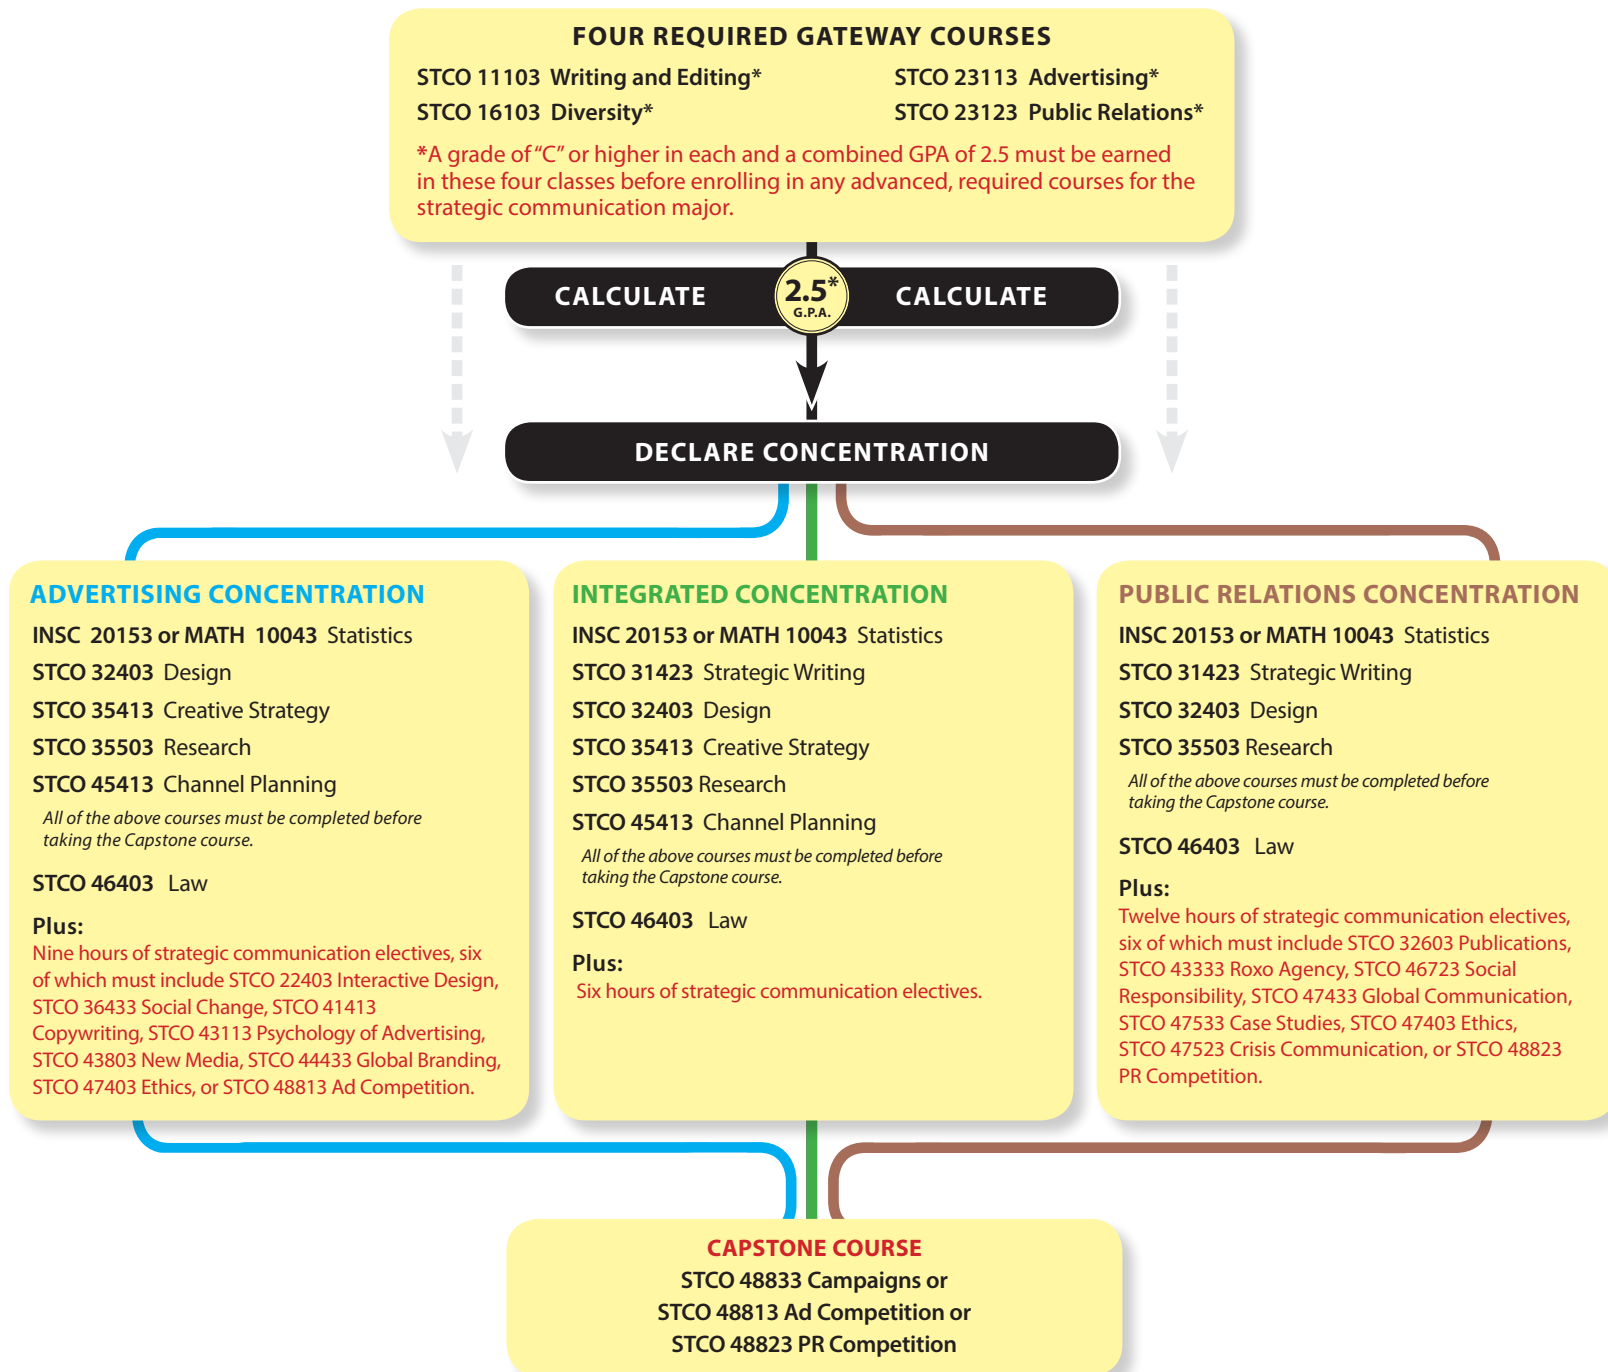 FOUR REQUIRED GATEWAY COURSES
STCO 11103 Writing and Editing*
STCO 16103 Diversity*
STCO 23113 Advertising*
STCO 23123 Public Relations*
*A grade of “C” or higher in each and a combined GPA of 2.5 must be earned
in these four classes before enrolling in any advanced, required courses for the
strategic communication major.
CALCULATE
2.5*
G.P.A.
CALCULATE
DECLARE CONCENTRATION
ADVERTISING CONCENTRATION
INSC 20153 or MATH 10043 Statistics
STCO 32403 Design
STCO 35413 Creative Strategy
STCO 35503 Research
STCO 45413 Channel Planning
All of the above courses must be completed before
taking the Capstone course.
STCO 46403 Law
Plus:
Nine hours of strategic communication electives, six
of which must include STCO 22403 Interactive Design,
STCO 36433 Social Change, STCO 41413
Copywriting, STCO 43113 Psychology of Advertising,
STCO 43803 New Media, STCO 44433 Global Branding,
STCO 47403 Ethics, or STCO 48813 Ad Competition.
INTEGRATED CONCENTRATION
INSC 20153 or MATH 10043 Statistics
STCO 31423 Strategic Writing
STCO 32403 Design
STCO 35413 Creative Strategy
STCO 35503 Research
STCO 45413 Channel Planning
All of the above courses must be completed before
taking the Capstone course.
STCO 46403 Law
Plus:
Six hours of strategic communication electives.
PUBLIC RELATIONS CONCENTRATION
INSC 20153 or MATH 10043 Statistics
STCO 31423 Strategic Writing
STCO 32403 Design
STCO 35503 Research
All of the above courses must be completed before
taking the Capstone course.
STCO 46403 Law
Plus:
Twelve hours of strategic communication electives,
six of which must include STCO 32603 Publications,
STCO 43333 Roxo Agency, STCO 46723 Social
Responsibility, STCO 47433 Global Communication,
STCO 47533 Case Studies, STCO 47403 Ethics,
STCO 47523 Crisis Communication, or STCO 48823
PR Competition.
CAPSTONE COURSE
STCO 48833 Campaigns or
STCO 48813 Ad Competition or
STCO 48823 PR Competition